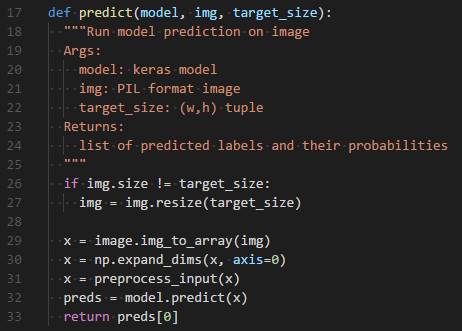 17 def predict(model, img, target_size):
18   """Run model prediction on image
19   Args:
20     model: keras model
21     img: PIL format image
22     target_size: (w,h) tuple
23   Returns:
24     list of predicted labels and their probabilities
25   """
26   if img.size != target_size:
27     img = img.resize(target_size)
28
29   x = image.img_to_array(img)
30   x = np.expand_dims(x, axis=0)
31   x = preprocess_input(x)
32   preds = model.predict(x)
33   return preds[0]